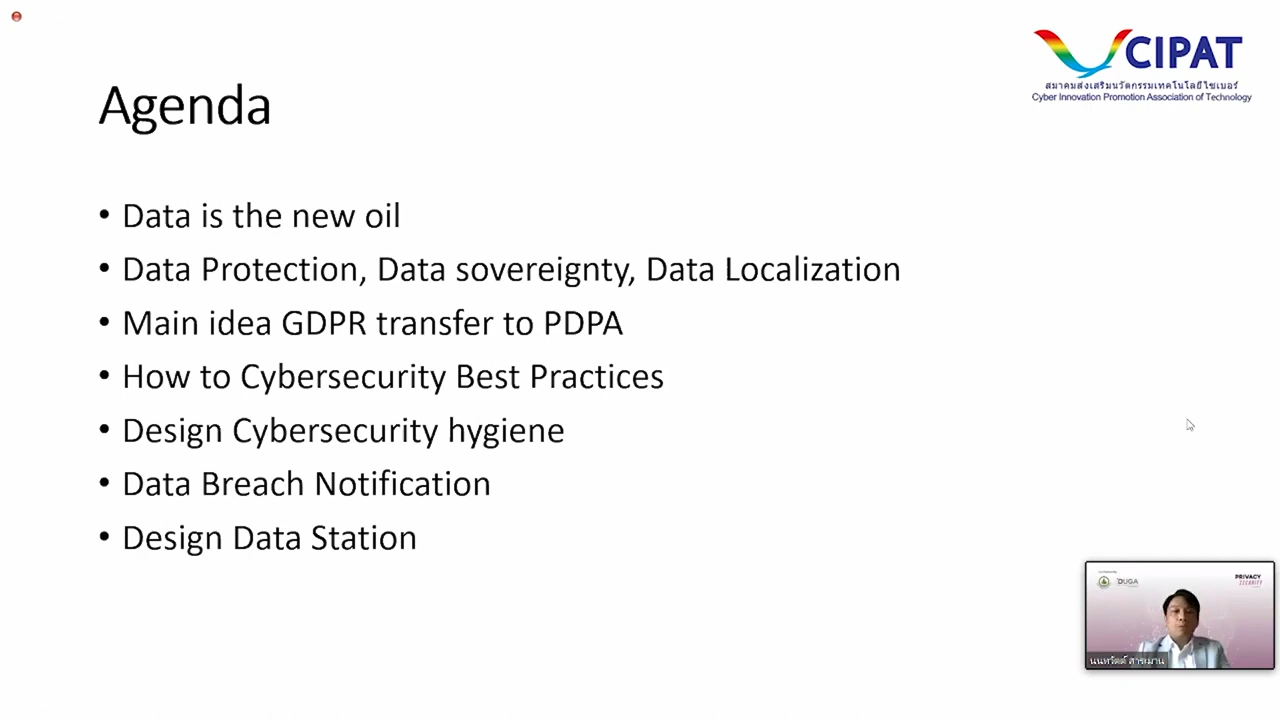 CIPAT
สมาคมส่งเสริมนวัตกรรมเทคโนโลยีไซเบอร์
Cyber Innovation Promotion Association of Technology
Agenda
• Data is the new oil
• Data Protection, Data sovereignty, Data Localization
• Main idea GDPR transfer to PDPA
• How to Cybersecurity Best Practices
• Design Cybersecurity hygiene
• Data Breach Notification
• Design Data Station
DUGA
PRIVACY
SECURITY
นนทวัตต์ สาระมาน